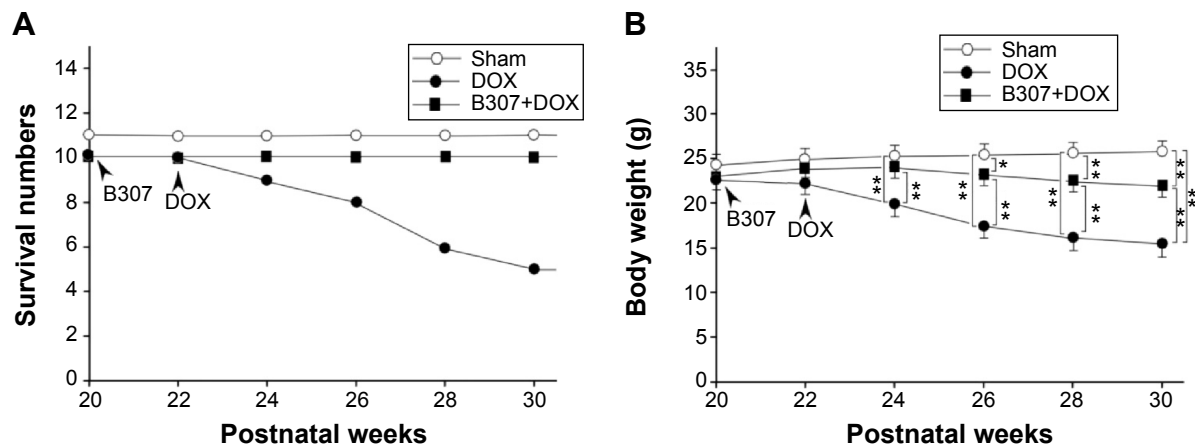 A
Survival numbers
14
12
10
8
6
4
2
0
Sham
DOX
B307+DOX
B307
DOX
20 22 24 26 28 30
Postnatal weeks
B
Body weight (g)
35
30
25
20
15
10
5
0
Sham
DOX
B307+DOX
B307
DOX
**
**
*
**
**
**
**
**
**
**
**
20 22 24 26 28 30
Postnatal weeks